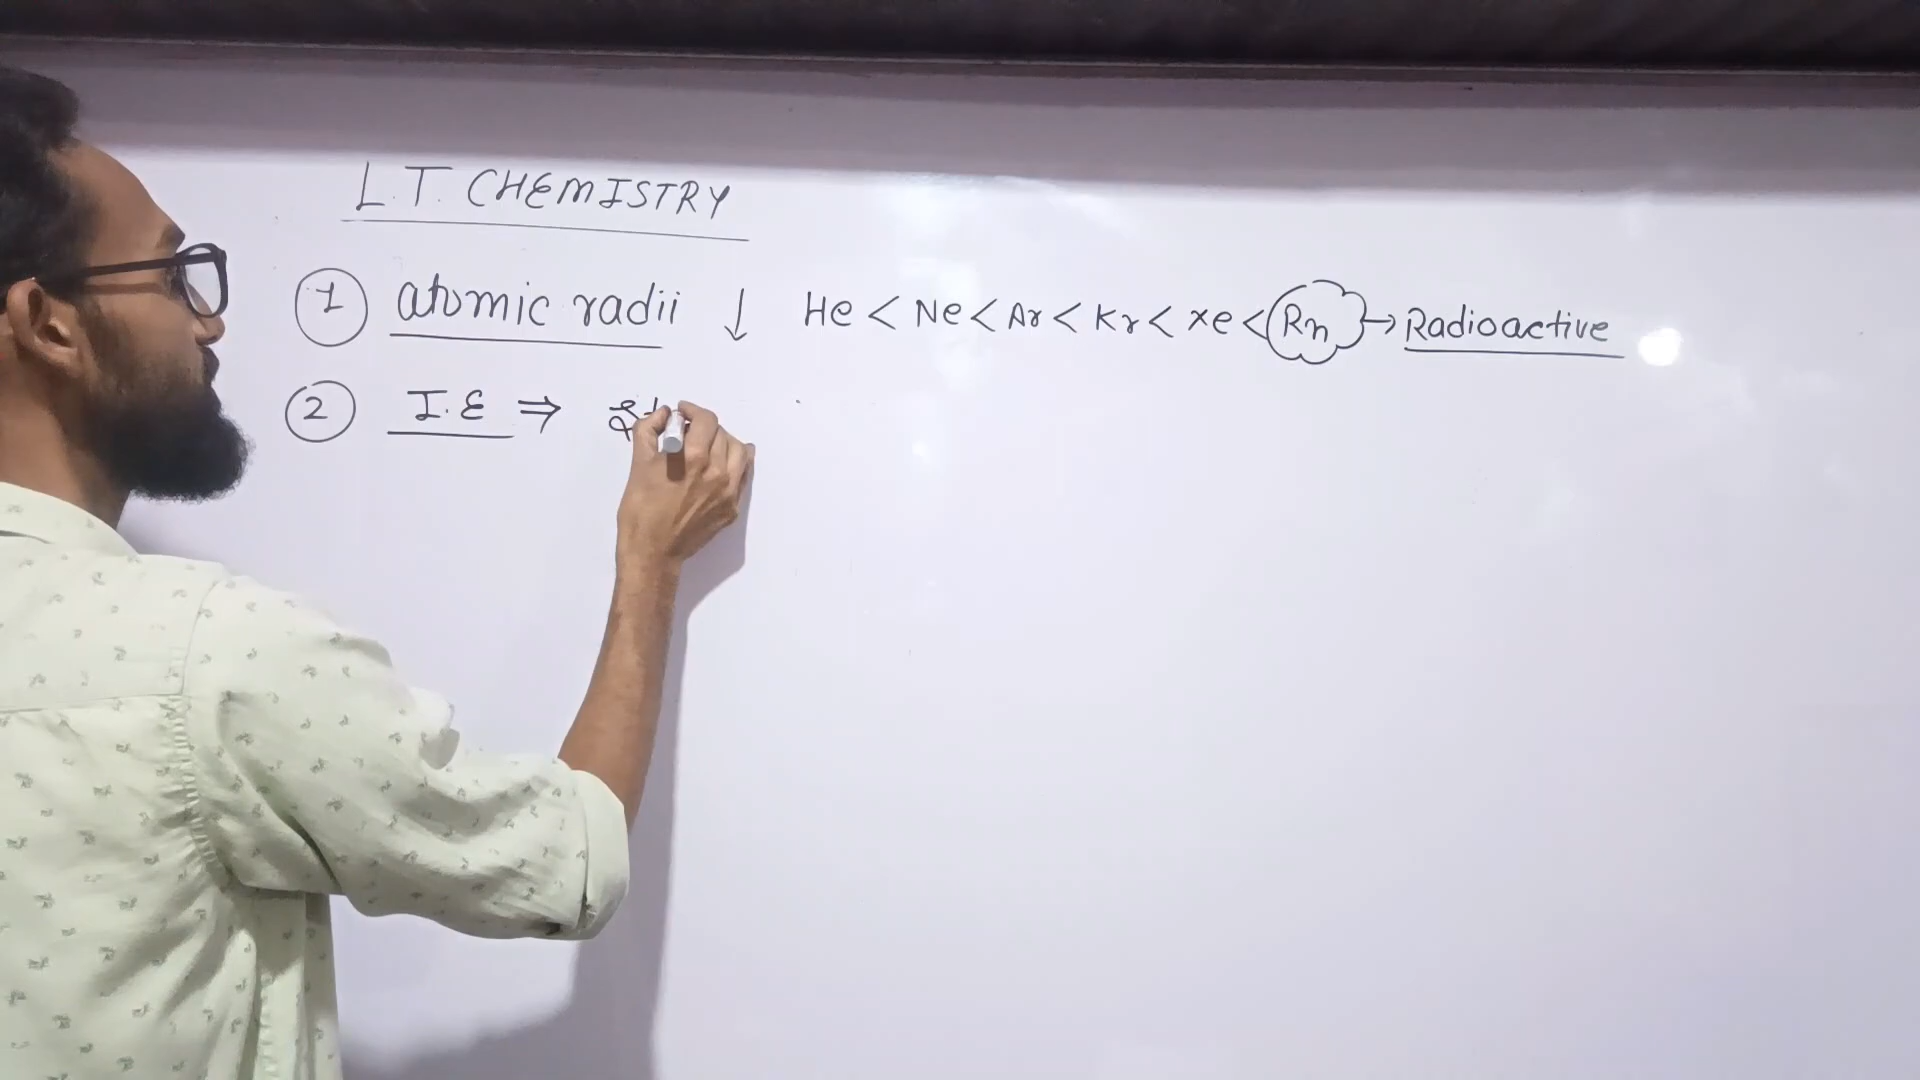 L.T. CHEMISTRY
1 atomic radii ↓ He < Ne < Ar < Kr < Xe < Rn → Radioactive
2 I.E ⇒